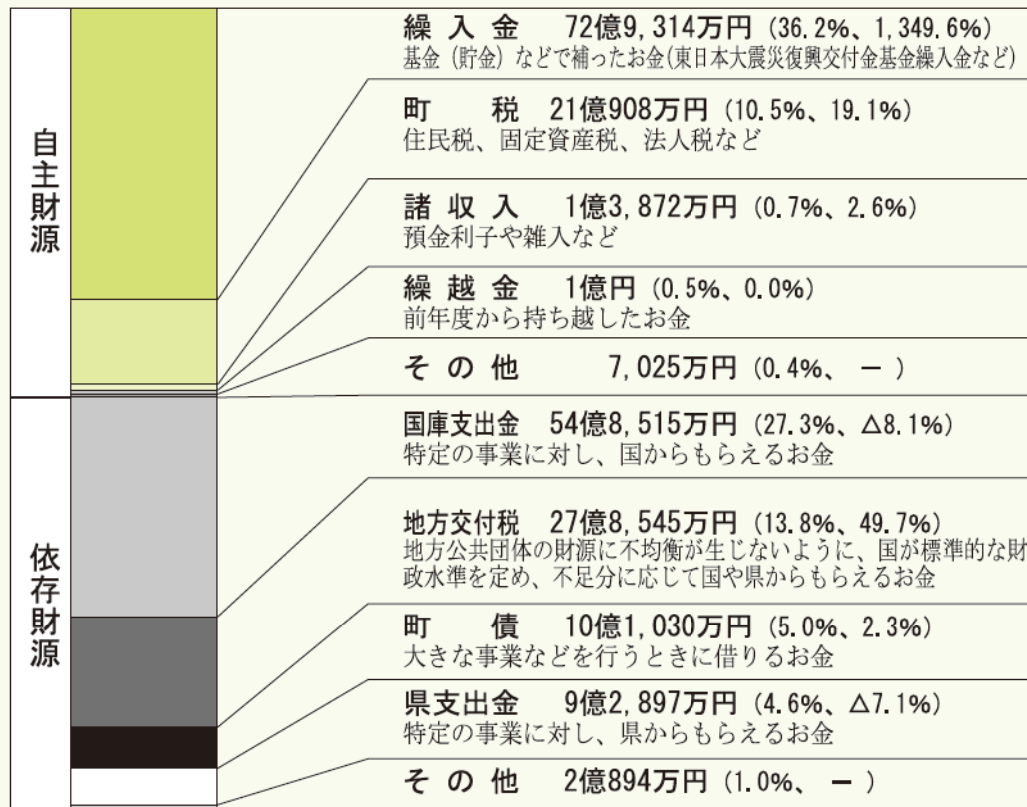 自主財源
繰入金 72億9,314万円 (36.2%、1,349.6%)
基金（貯金）などで補ったお金(東日本大震災復興交付金基金繰入金など)
町税 21億908万円 (10.5%、19.1%)
住民税、固定資産税、法人税など
諸収入 1億3,872万円 (0.7%、2.6%)
預金利子や雑入など
繰越金 1億円 (0.5%、0.0%)
前年度から持ち越したお金
その他 7,025万円 (0.4%、 － )
依存財源
国庫支出金 54億8,515万円 (27.3%、△8.1%)
特定の事業に対し、国からもらえるお金
地方交付税 27億8,545万円 (13.8%、49.7%)
地方公共団体の財源に不均衡が生じないように、国が標準的な財
政水準を定め、不足分に応じて国や県からもらえるお金
町債 10億1,030万円 (5.0%、2.3%)
大きな事業などを行うときに借りるお金
県支出金 9億2,897万円 (4.6%、△7.1%)
特定の事業に対し、県からもらえるお金
その他 2億894万円 (1.0%、 － )